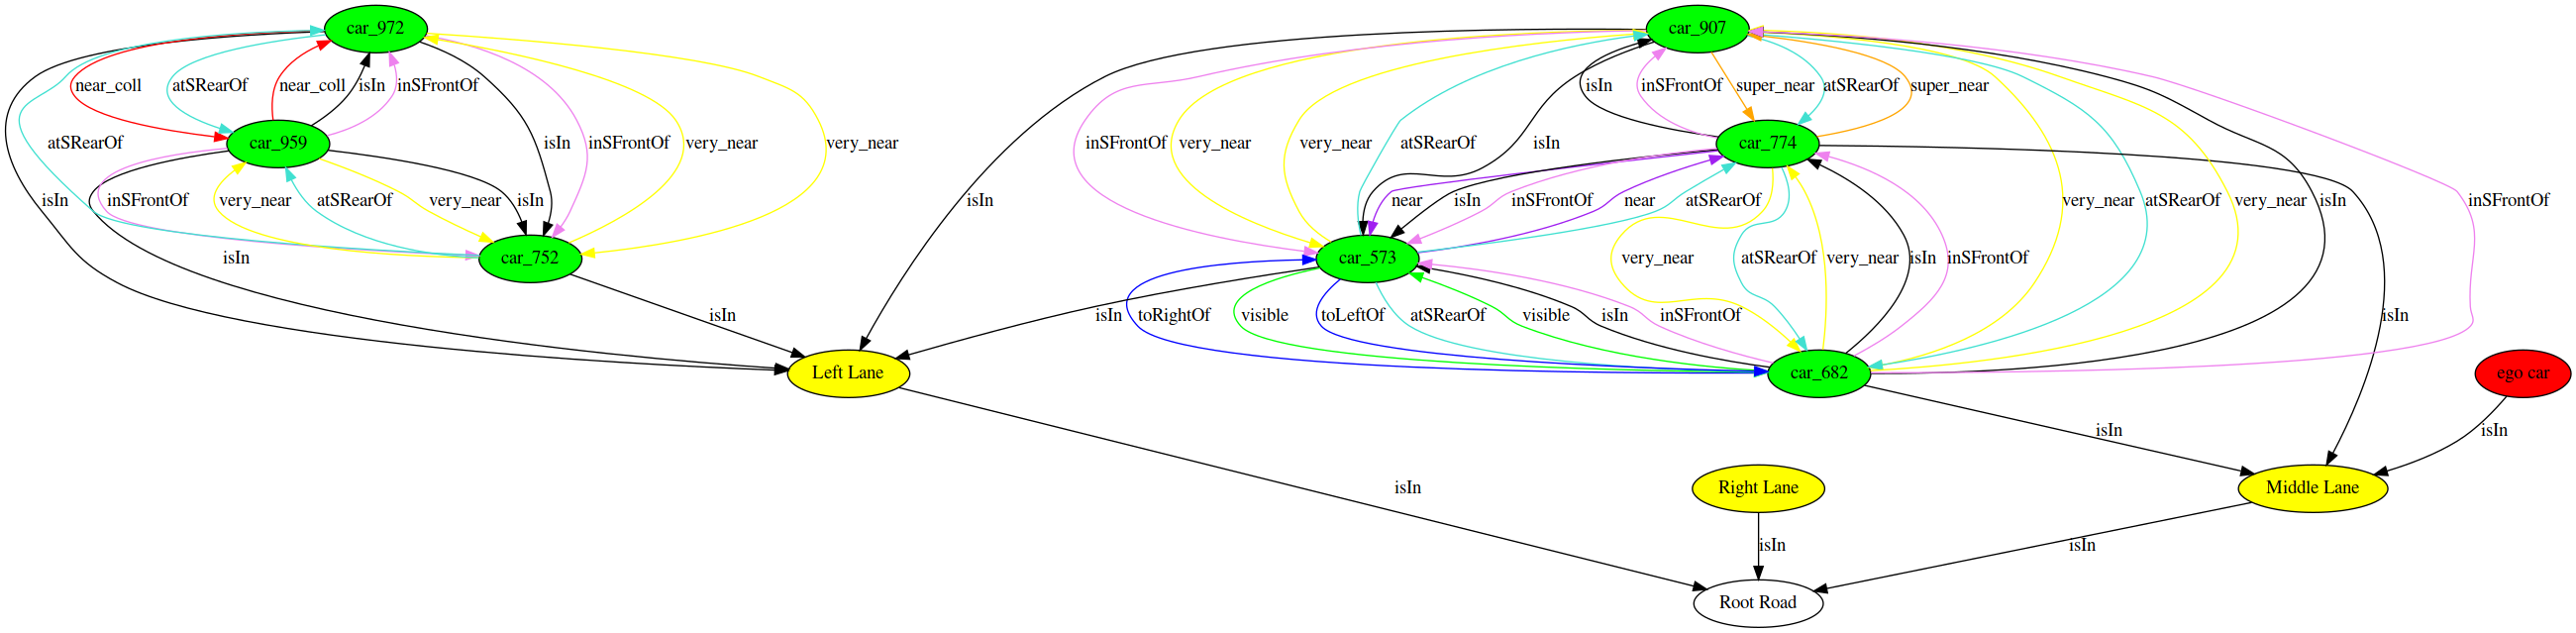 car_972
car_907
near_coll
atSRearOf
near_coll
isIn
inSFrontOf
isIn
inSFrontOf
super_near
atSRearOf
super_near
atSRearOf
car_959
isIn
inSFrontOf
very_near
very_near
inSFrontOf
very_near
very_near
atSRearOf
isIn
car_774
very_near
atSRearOf
very_near
isIn
inSFrontOf
isIn
inSFrontOf
very_near
atSRearOf
very_near
isIn
isIn
near
isIn
inSFrontOf
near
atSRearOf
isIn
car_752
car_573
very_near
atSRearOf
very_near
isIn
inSFrontOf
isIn
isIn
toRightOf
visible
toLeftOf
atSRearOf
visible
isIn
inSFrontOf
isIn
Left Lane
car_682
ego car
isIn
isIn
isIn
Right Lane
Middle Lane
isIn
isIn
Root Road